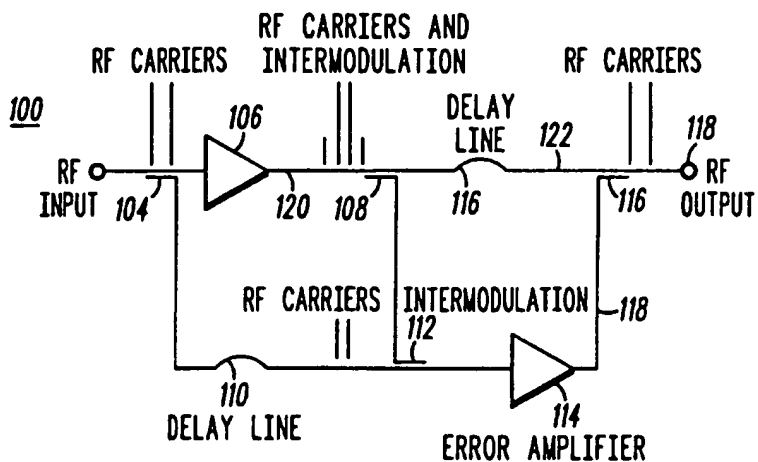 RF CARRIERS AND
INTERMODULATION
RF CARRIERS
RF CARRIERS
100
106
DELAY
LINE
122
118
RF
INPUT
104
120
108
116
116
RF
OUTPUT
RF CARRIERS
INTERMODULATION
112
118
110
DELAY LINE
114
ERROR AMPLIFIER